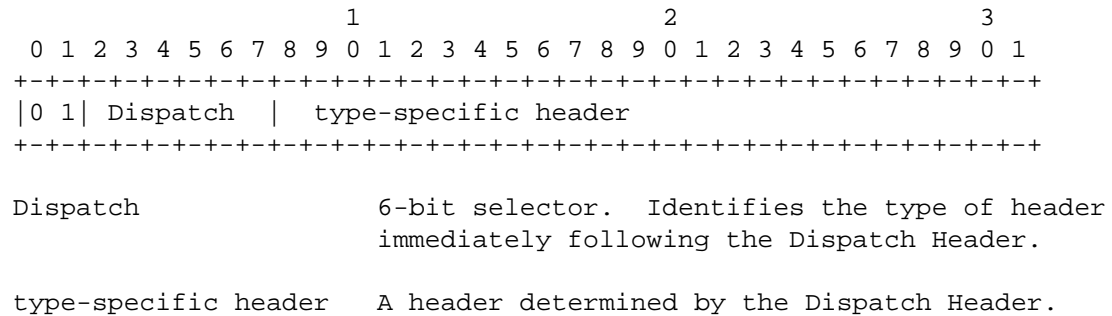 1                   2                   3
 0 1 2 3 4 5 6 7 8 9 0 1 2 3 4 5 6 7 8 9 0 1 2 3 4 5 6 7 8 9 0 1
+-+-+-+-+-+-+-+-+-+-+-+-+-+-+-+-+-+-+-+-+-+-+-+-+-+-+-+-+-+-+-+-+
|0 1| Dispatch  |  type-specific header
+-+-+-+-+-+-+-+-+-+-+-+-+-+-+-+-+-+-+-+-+-+-+-+-+-+-+-+-+-+-+-+-+

Dispatch               6-bit selector.  Identifies the type of header
                       immediately following the Dispatch Header.

type-specific header   A header determined by the Dispatch Header.